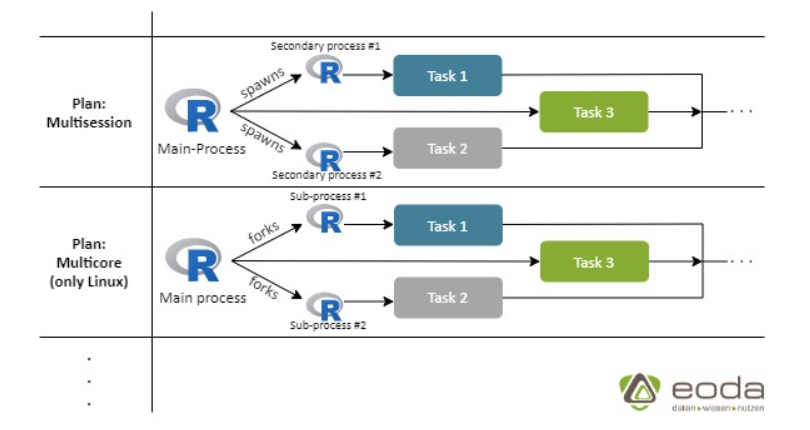 Plan:
Multisession
Main-Process
spawns
spawns
Secondary process #1
Task 1
Task 3
Secondary process #2
Task 2
. . .
Plan:
Multicore
(only Linux)
Main process
forks
forks
Sub-process #1
Task 1
Task 3
Sub-process #2
Task 2
. . .
.
.
.
eoda
daten wissen nutzen